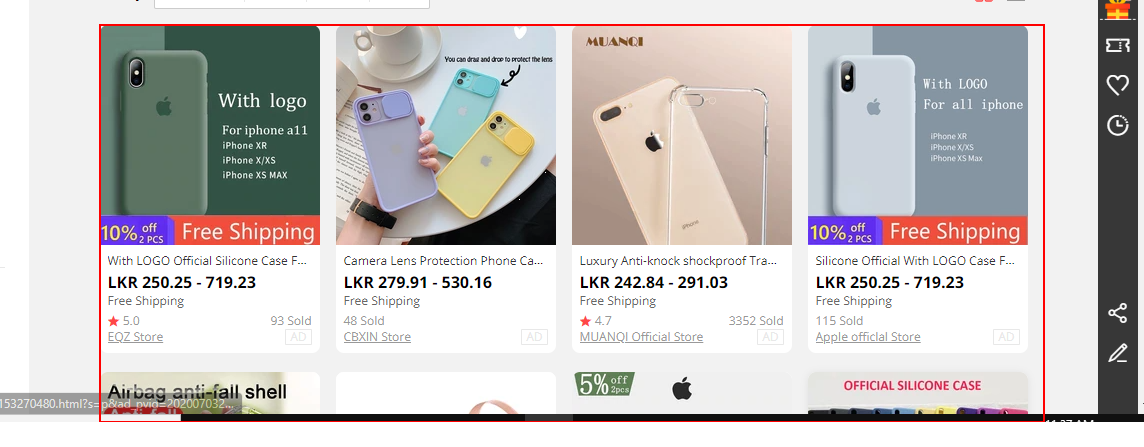 With logo
For iphone a11
iPhone XR
iPhone X/XS
iPhone XS MAX
10% off
2 PCS
Free Shipping
You can drag and drop to protect the lens
MUANQI
iPhone
With LOGO
For all iphone
iPhone XR
iPhone X/XS
iPhone XS Max
10% off
2 PCS
Free Shipping
With LOGO Official Silicone Case F...
LKR 250.25 - 719.23
Free Shipping
5.0
93 Sold
EQZ Store
AD
Camera Lens Protection Phone Ca...
LKR 279.91 - 530.16
Free Shipping
48 Sold
CBXIN Store
AD
Luxury Anti-knock shockproof Tra...
LKR 242.84 - 291.03
Free Shipping
4.7
3352 Sold
MUANQI Official Store
AD
Silicone Official With LOGO Case F...
LKR 250.25 - 719.23
Free Shipping
115 Sold
Apple officlal Store
AD
Airbag anti-fall shell
5% off
2pcs
OFFICIAL SILICONE CASE
153270480.html?s=p&ad_pvid=202007032...